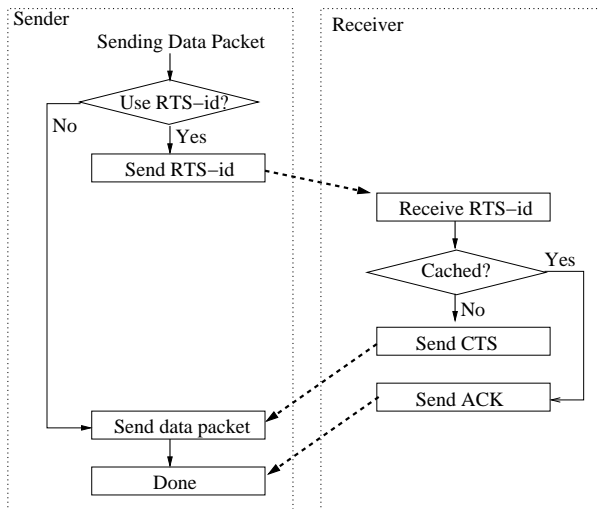 Sender
Sending Data Packet
Use RTS−id?
No
Yes
Send RTS−id
Send data packet
Done
Receiver
Receive RTS−id
Cached?
Yes
No
Send CTS
Send ACK